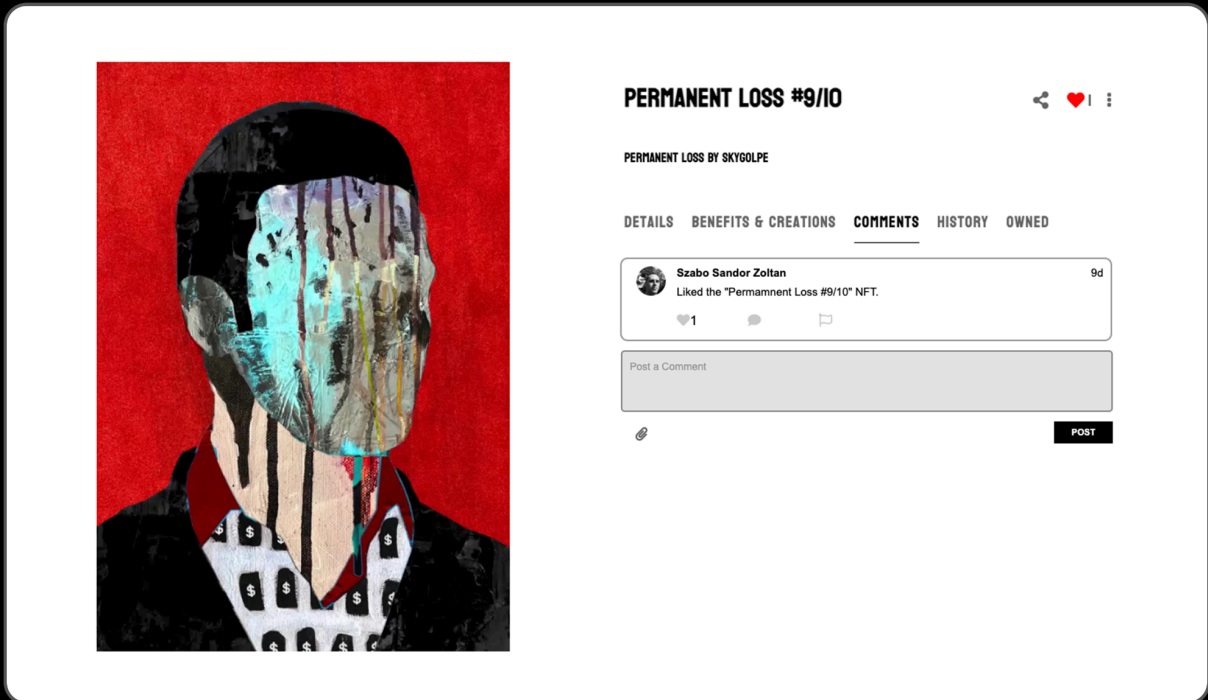 PERMANENT LOSS #9/10
1
PERMANENT LOSS BY SKYGOLPE
DETAILS BENEFITS & CREATIONS COMMENTS HISTORY OWNED
Szabo Sandor Zoltan 9d
Liked the "Permamnent Loss #9/10" NFT.
1
Post a Comment
POST
$ $ $
$ $ $ $
$ $ $ $